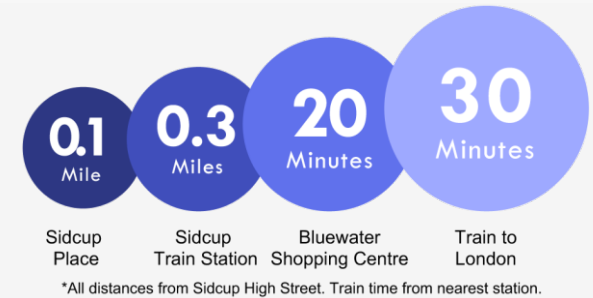 0.1
Mile
0.3
Miles
20
Minutes
30
Minutes
Sidcup
Place
Sidcup
Train Station
Bluewater
Shopping Centre
Train to
London
*All distances from Sidcup High Street. Train time from nearest station.